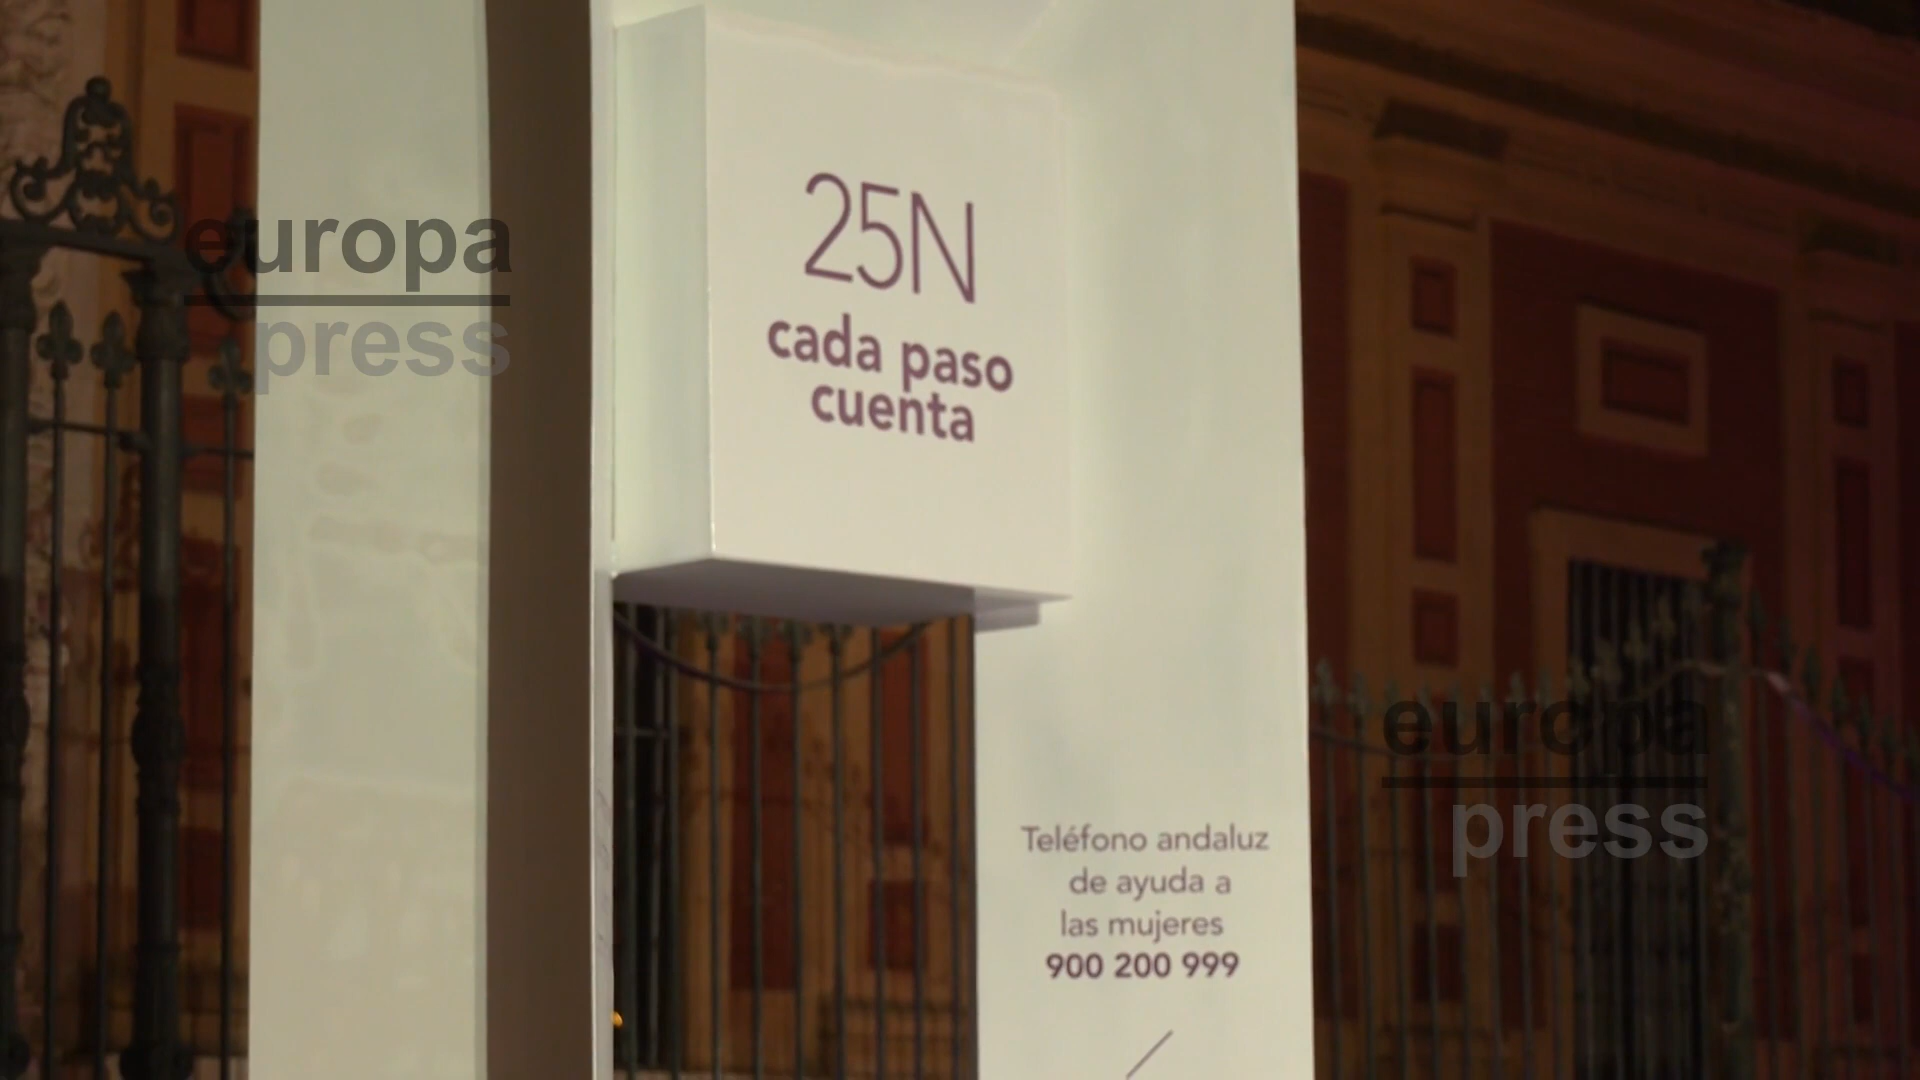 europa
press
25N
cada paso
cuenta
europa
press
Teléfono andaluz
de ayuda a
las mujeres
900 200 999